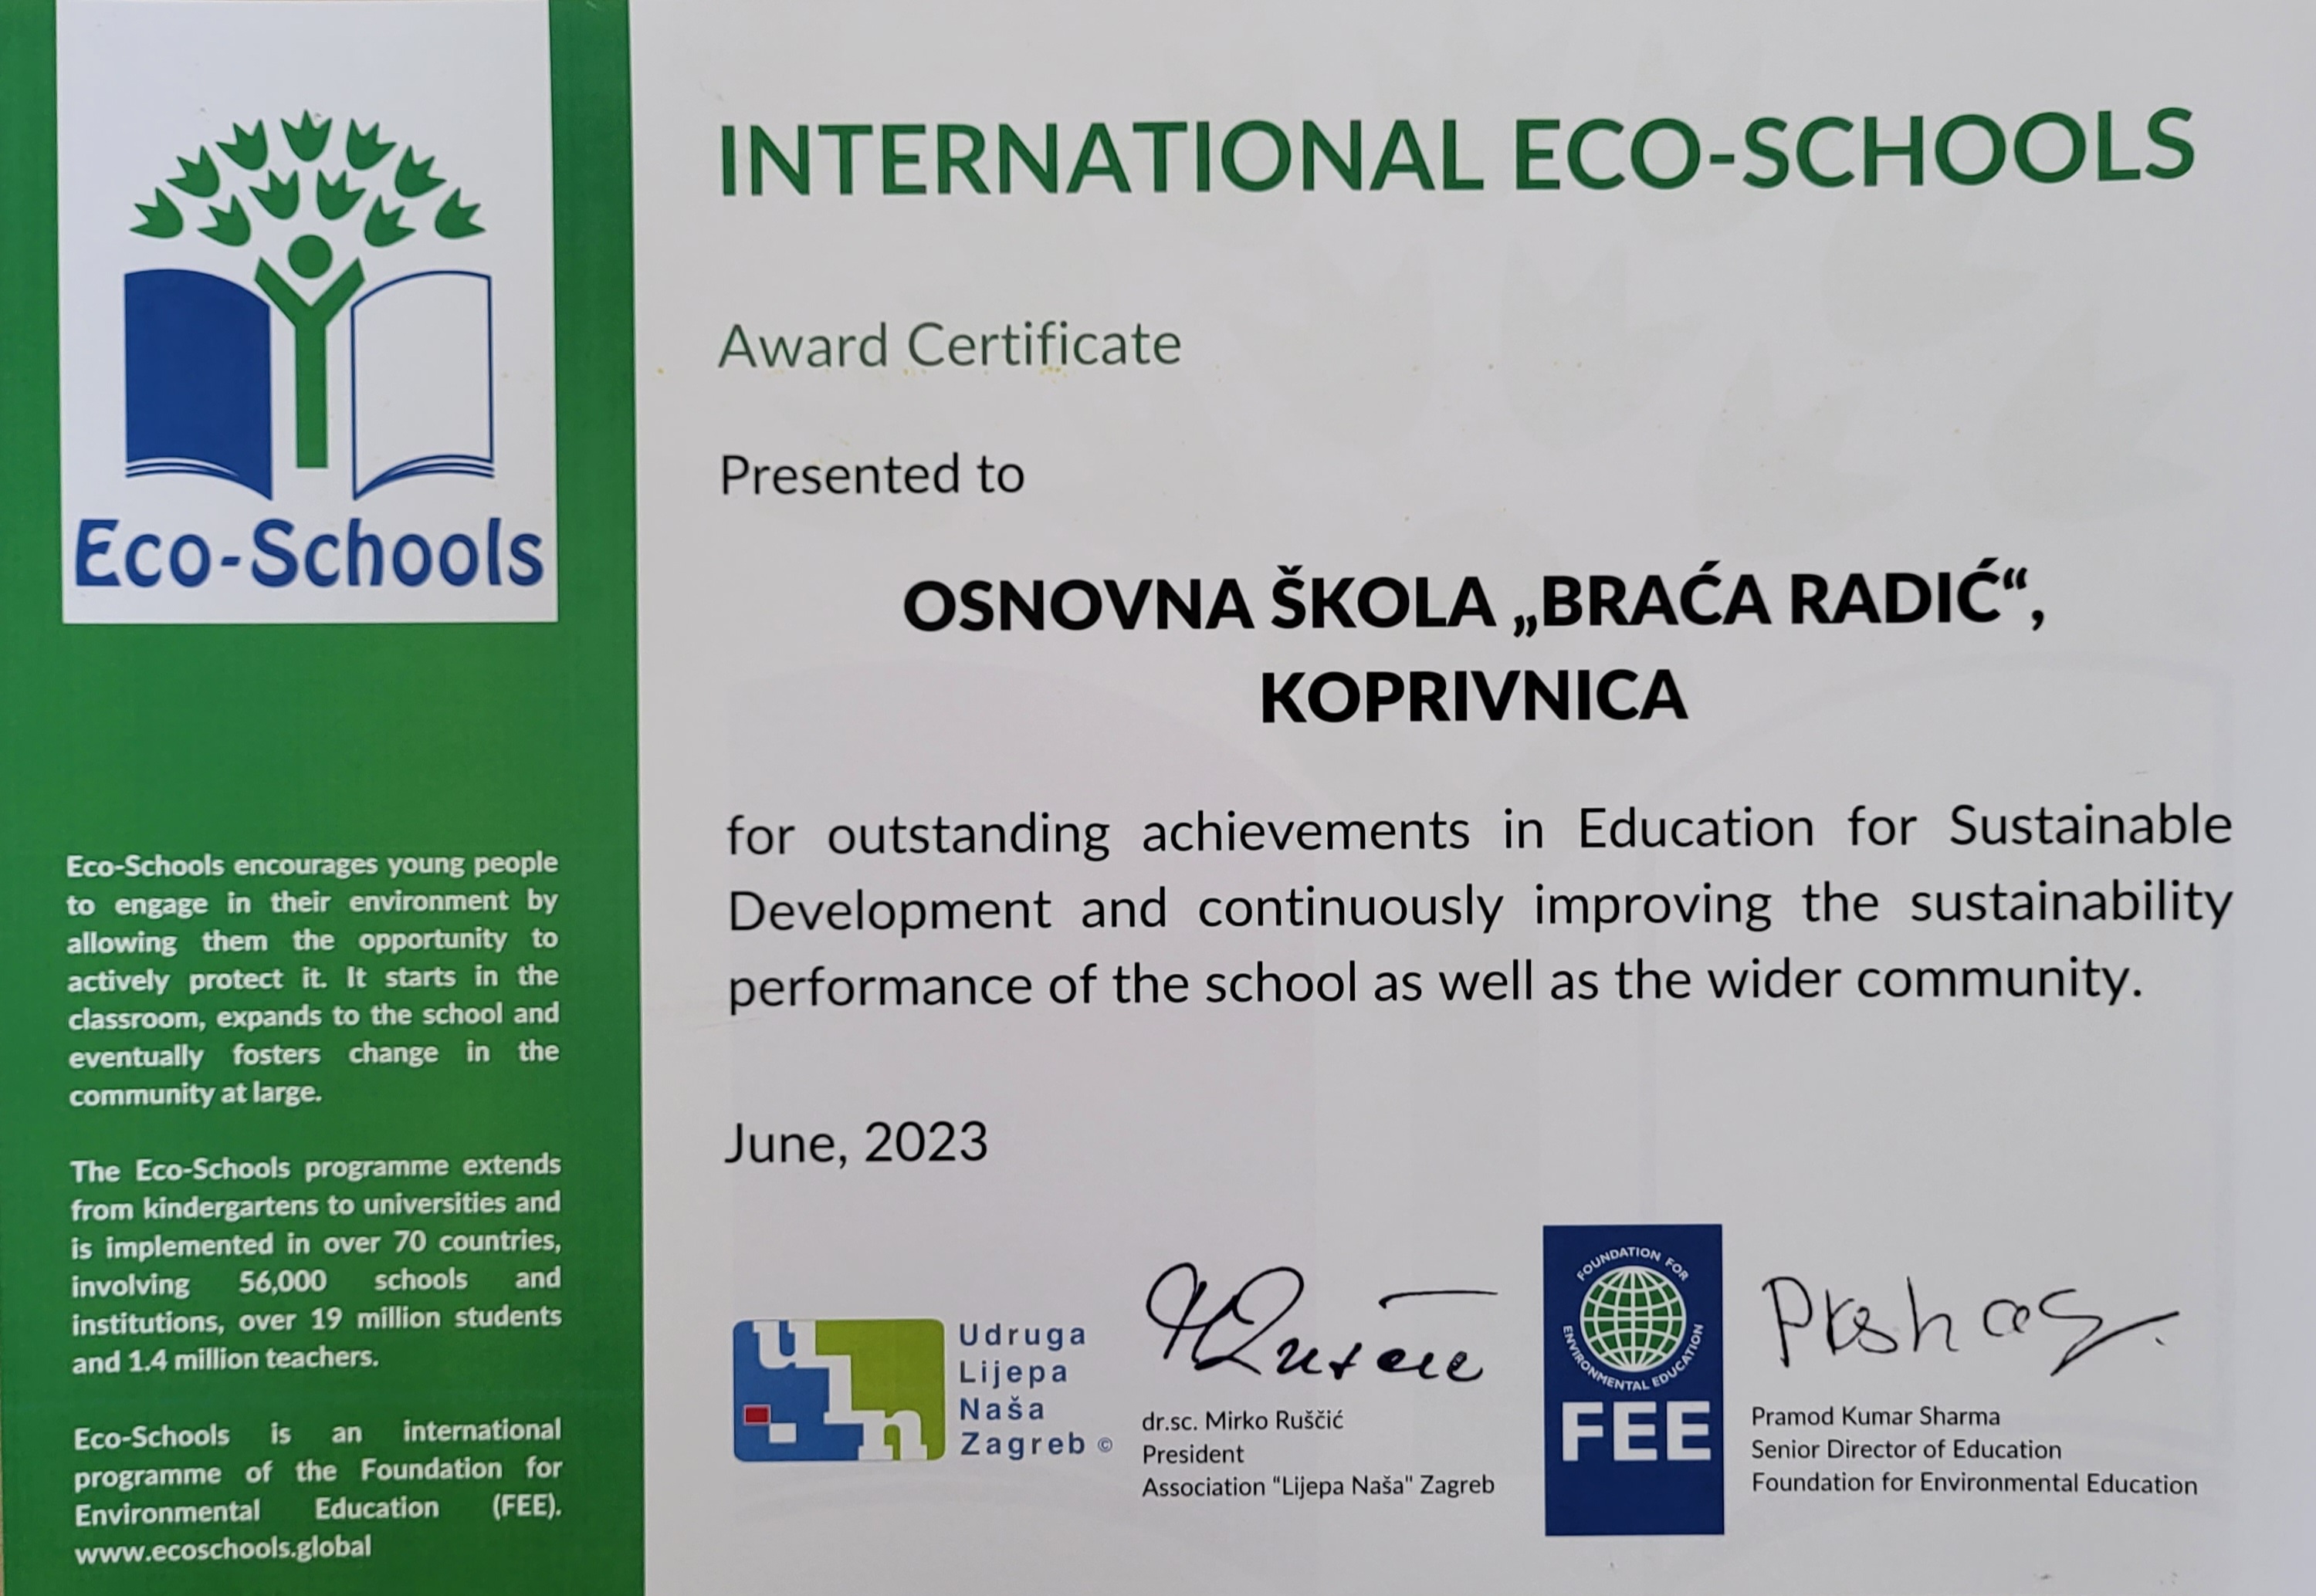 Eco-Schools
Eco-Schools encourages young people
to engage in their environment by
allowing them the opportunity to
actively protect it. It starts in the
classroom, expands to the school and
eventually fosters change in the
community at large.
The Eco-Schools programme extends
from kindergartens to universities and
is implemented in over 70 countries,
involving 56,000 schools and
institutions, over 19 million students
and 1.4 million teachers.
Eco-Schools is an international
programme of the Foundation for
Environmental Education (FEE).
www.ecoschools.global
INTERNATIONAL ECO-SCHOOLS
Award Certificate
Presented to
OSNOVNA ŠKOLA „BRAĆA RADIĆ“,
KOPRIVNICA
for outstanding achievements in Education for Sustainable
Development and continuously improving the sustainability
performance of the school as well as the wider community.
June, 2023
uln
Udruga
Lijepa
Naša
Zagreb ©
dr.sc. Mirko Ruščić
President
Association “Lijepa Naša" Zagreb
FOUNDATION FOR
ENVIRONMENTAL EDUCATION
FEE
Pramod Kumar Sharma
Senior Director of Education
Foundation for Environmental Education